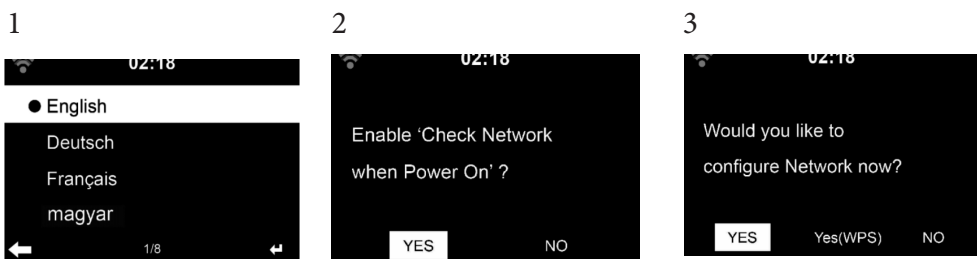 1
02:18
English
Deutsch
Français
magyar
1/8
2
02:18
Enable ‘Check Network
when Power On’ ?
YES NO
3
02:18
Would you like to
configure Network now?
YES Yes(WPS) NO